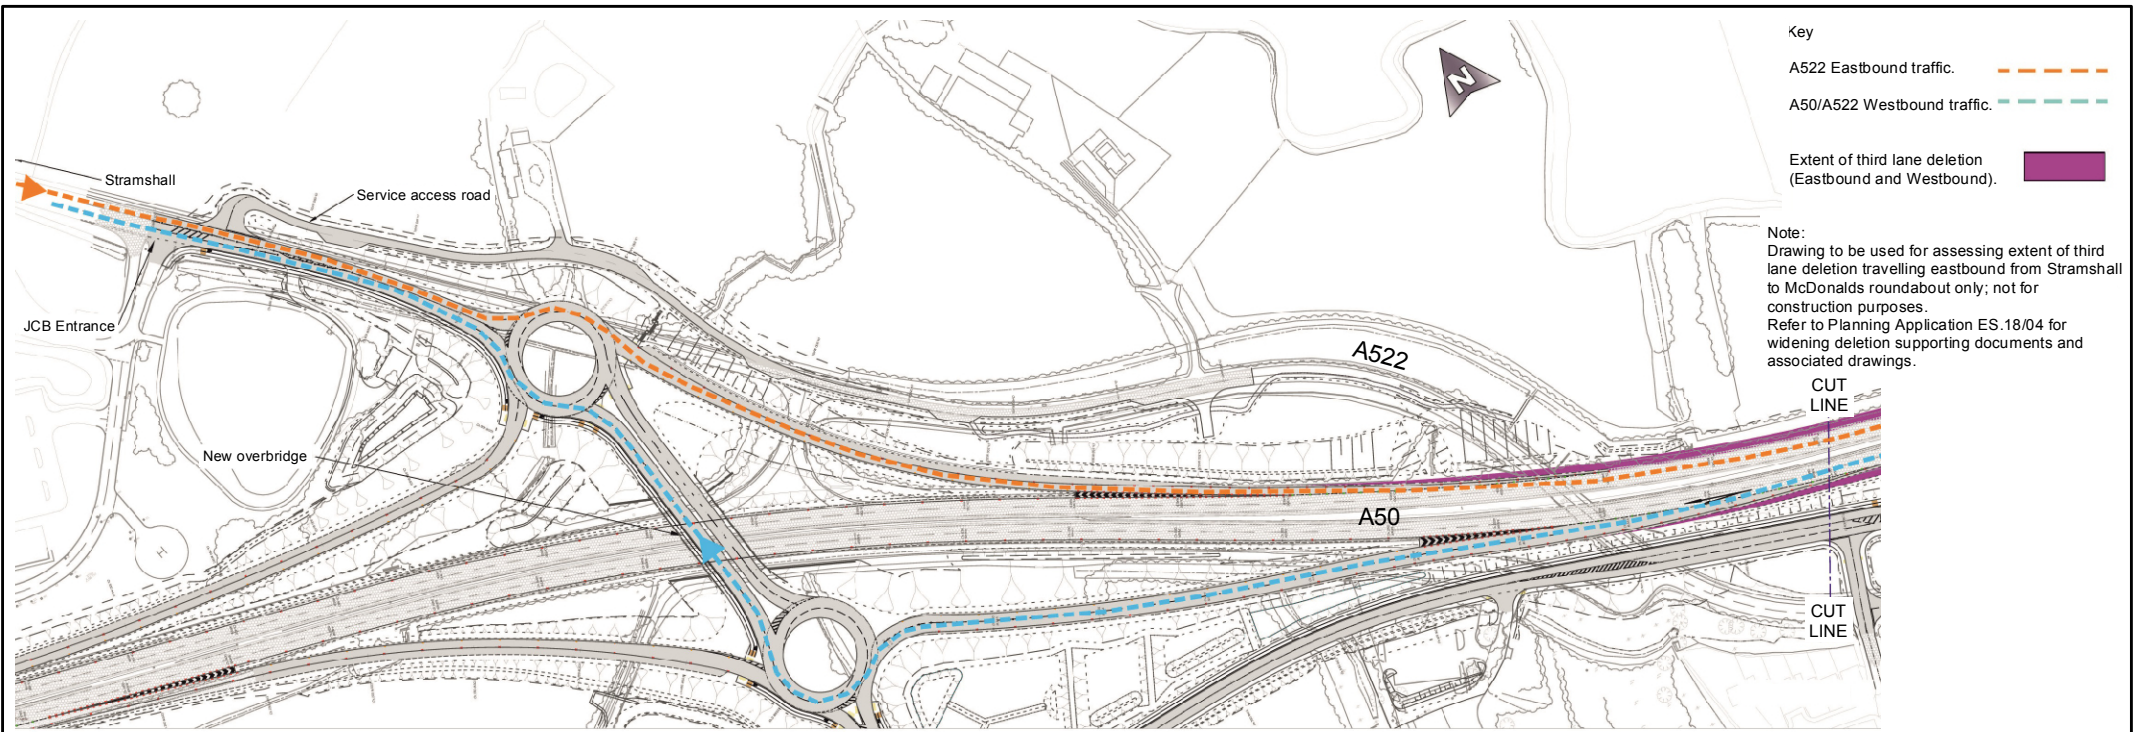 Key
A522 Eastbound traffic.
A50/A522 Westbound traffic.
Extent of third lane deletion
(Eastbound and Westbound).
Note:
Drawing to be used for assessing extent of third
lane deletion travelling eastbound from Stramshall
to McDonalds roundabout only; not for
construction purposes.
Refer to Planning Application ES.18/04 for
widening deletion supporting documents and
associated drawings.
N
Stramshall
Service access road
JCB Entrance
New overbridge
A522
A50
CUT
LINE
CUT
LINE
H